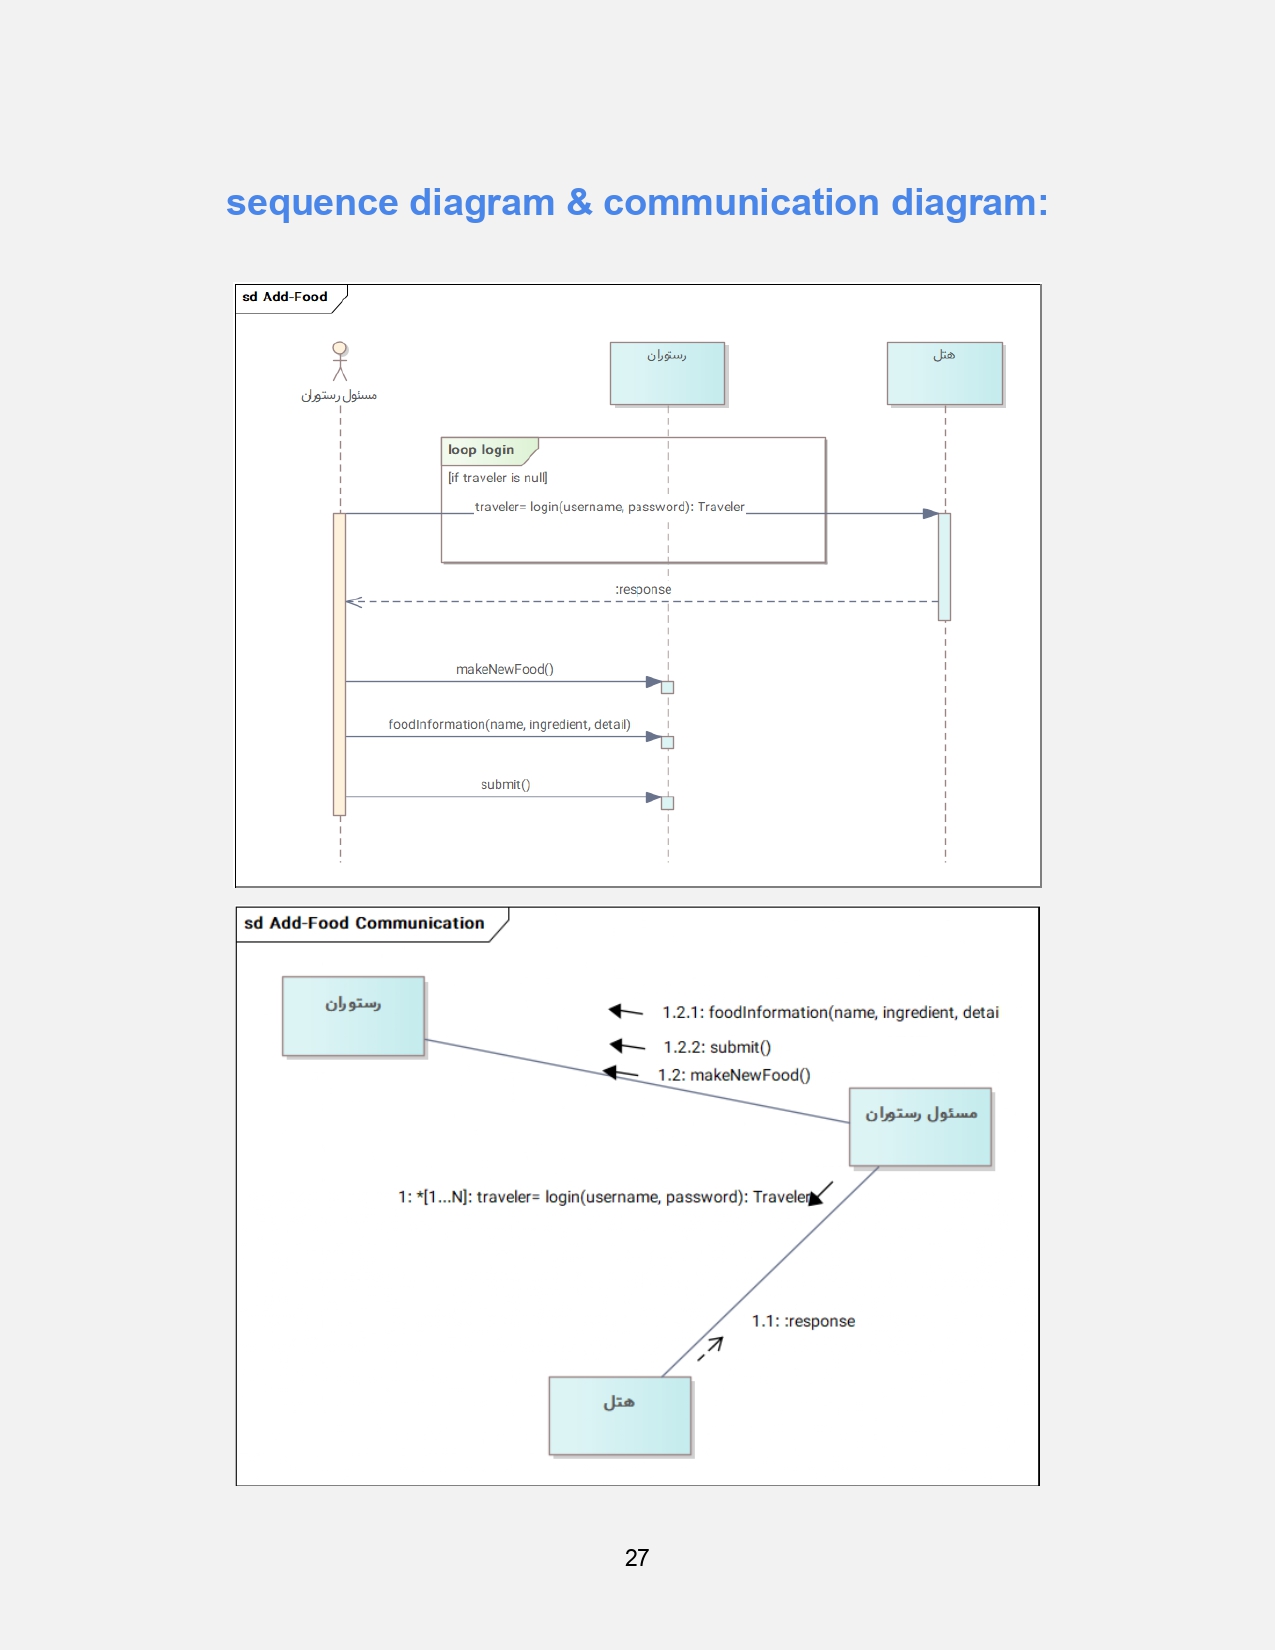 sequence diagram & communication diagram:
sd Add-Food
مسئول رستوران
رستوران
هتل
loop login
[if traveler is null]
traveler= login(username, password): Traveler
:response
makeNewFood()
foodInformation(name, ingredient, detail)
submit()
sd Add-Food Communication
رستوران
1.2.1: foodInformation(name, ingredient, detai
1.2.2: submit()
1.2: makeNewFood()
مسئول رستوران
1: *[1...N]: traveler= login(username, password): Traveler
1.1: :response
هتل
27